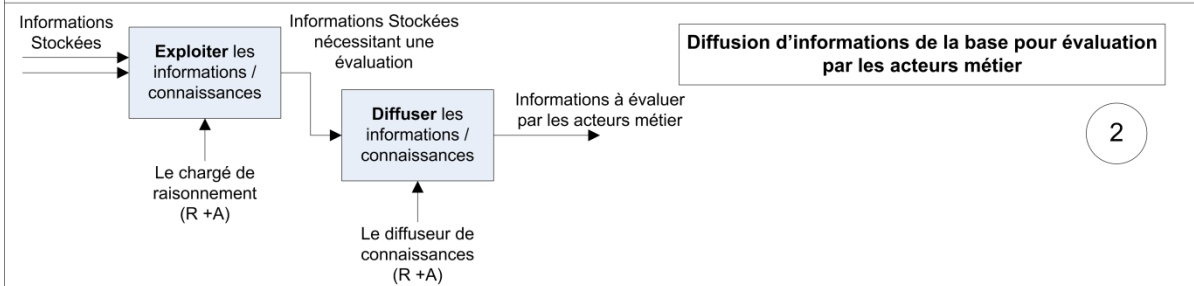 Informations
Stockées
Exploiter les
informations /
connaissances
Le chargé de
raisonnement
(R +A)
Informations Stockées
nécessitant une
évaluation
Diffuser les
informations /
connaissances
Le diffuseur de
connaissances
(R +A)
Informations à évaluer
par les acteurs métier
Diffusion d’informations de la base pour évaluation
par les acteurs métier
2